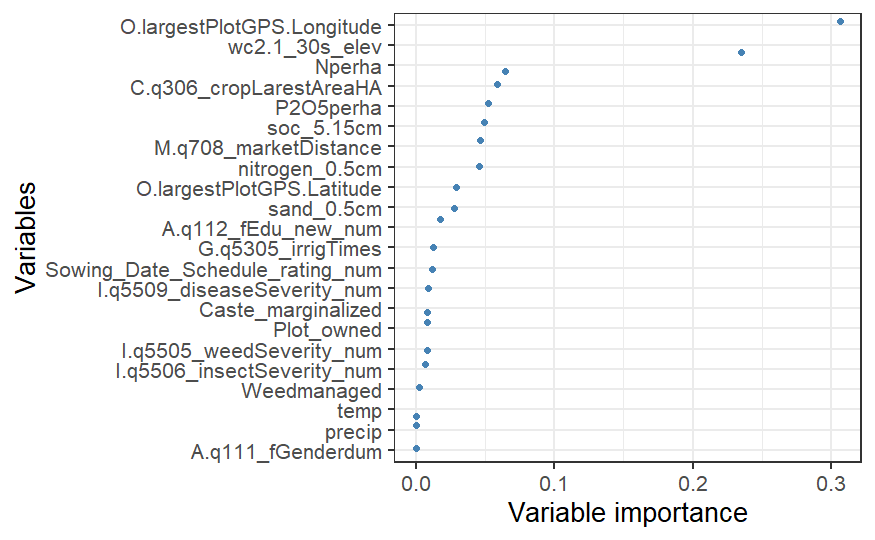 O.largestPlotGPS.Longitude
wc2.1_30s_elev
Nperha
C.q306_cropLarestAreaHA
P2O5perha
soc_5.15cm
M.q708_marketDistance
nitrogen_0.5cm
O.largestPlotGPS.Latitude
sand_0.5cm
A.q112_fEdu_new_num
G.q5305_irrigTimes
Sowing_Date_Schedule_rating_num
I.q5509_diseaseSeverity_num
Caste_marginalized
Plot_owned
I.q5505_weedSeverity_num
I.q5506_insectSeverity_num
Weedmanaged
temp
precip
A.q111_fGenderdum
Variables
0.0 0.1 0.2 0.3
Variable importance